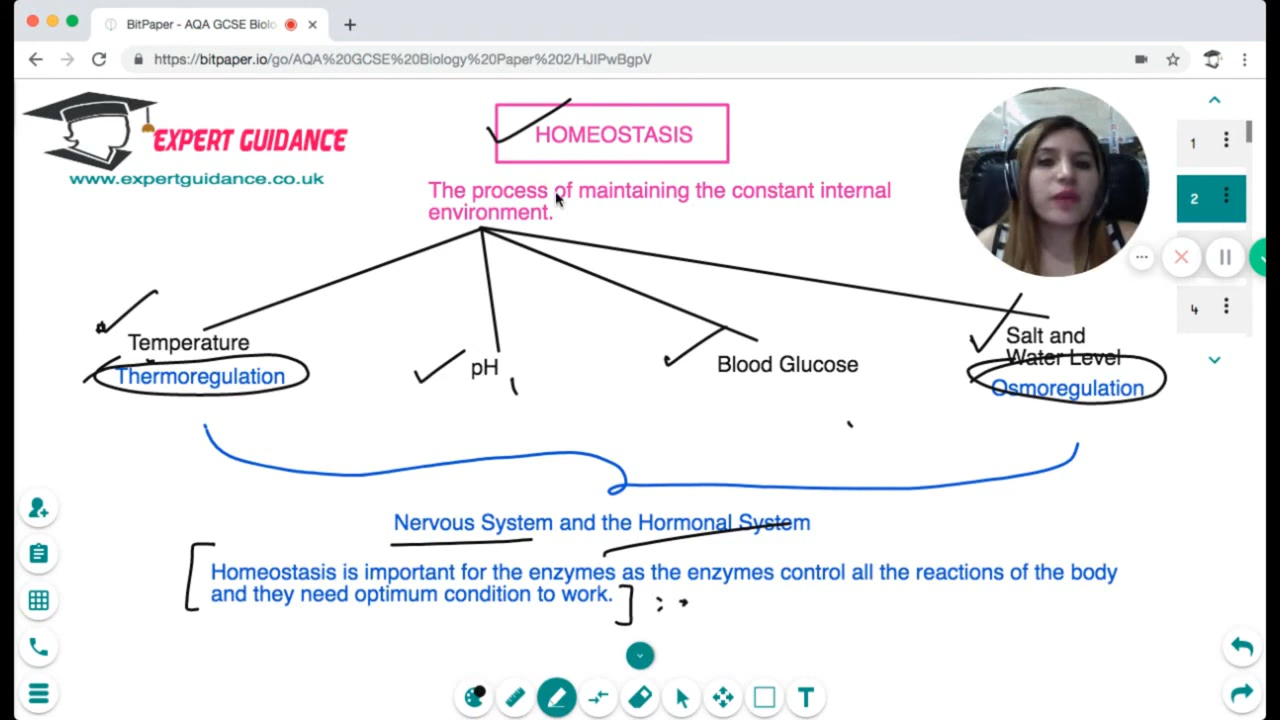 BitPaper - AQA GCSE Biolo
https://bitpaper.io/go/AQA%20GCSE%20Biology%20Paper%202/HJIPwBgpV
EXPERT GUIDANCE
www.expertguidance.co.uk
HOMEOSTASIS
The process of maintaining the constant internal
environment.
1
2
4
Temperature
Thermoregulation
pH
Blood Glucose
Salt and
Water Level
Osmoregulation
Nervous System and the Hormonal System
Homeostasis is important for the enzymes as the enzymes control all the reactions of the body
and they need optimum condition to work.
T